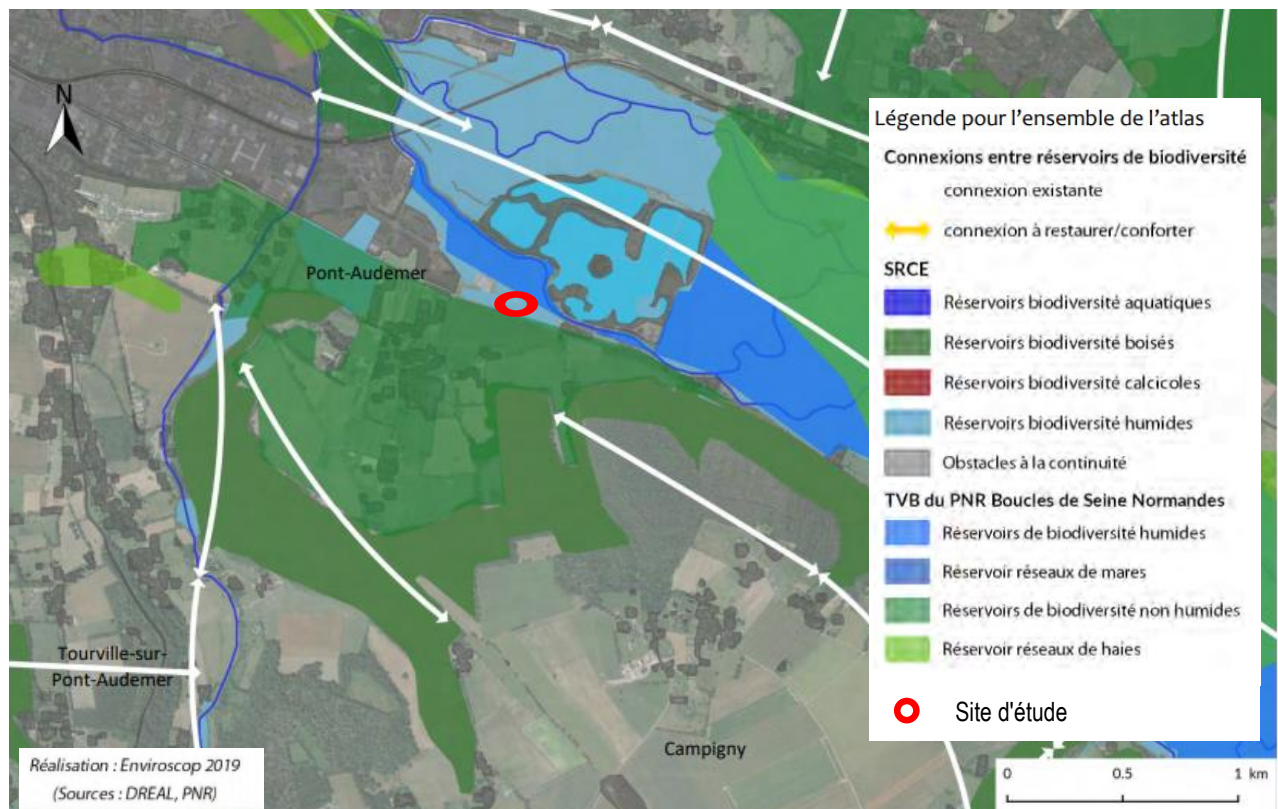 N
Pont-Audemer
Tourville-sur-
Pont-Audemer
Campigny
Réalisation : Enviroscop 2019
(Sources : DREAL, PNR)
Légende pour l'ensemble de l'atlas
Connexions entre réservoirs de biodiversité
connexion existante
connexion à restaurer/conforter
SRCE
Réservoirs biodiversité aquatiques
Réservoirs biodiversité boisés
Réservoirs biodiversité calcicoles
Réservoirs biodiversité humides
Obstacles à la continuité
TVB du PNR Boucles de Seine Normandes
Réservoirs de biodiversité humides
Réservoir réseaux de mares
Réservoirs de biodiversité non humides
Réservoir réseaux de haies
Site d'étude
0 0.5 1 km